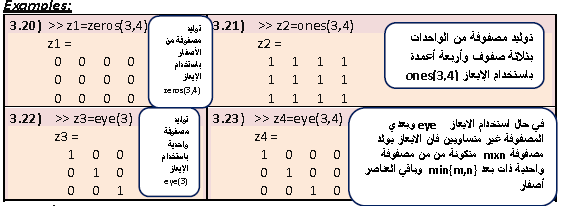 Examples:
3.20) >> z1=zeros(3,4)
z1 =
0 0 0 0
0 0 0 0
0 0 0 0
توليد
مصفوفة من
الأصفار
باستخدام
الإيعاز
zeros(3,4)
3.21) >> z2=ones(3,4)
z2 =
1 1 1 1
1 1 1 1
1 1 1 1
توليد مصفوفة من الواحدات
بثلاثة صفوف وأربعة أعمدة
باستخدام الإيعاز ones(3,4)
3.22) >> z3=eye(3)
z3 =
1 0 0
0 1 0
0 0 1
توليد
مصفوفة
واحدية
باستخدام
الإيعاز
eye(3)
3.23) >> z4=eye(3,4)
z4 =
1 0 0 0
0 1 0 0
0 0 1 0
في حال استخدام الايعاز eye وبعدي
المصفوفة غير متساويين فان الايعاز يولد
مصفوفة mxn متكونة من من مصفوفة
واحدية ذات بعد min{m,n} وباقي العناصر
أصفار